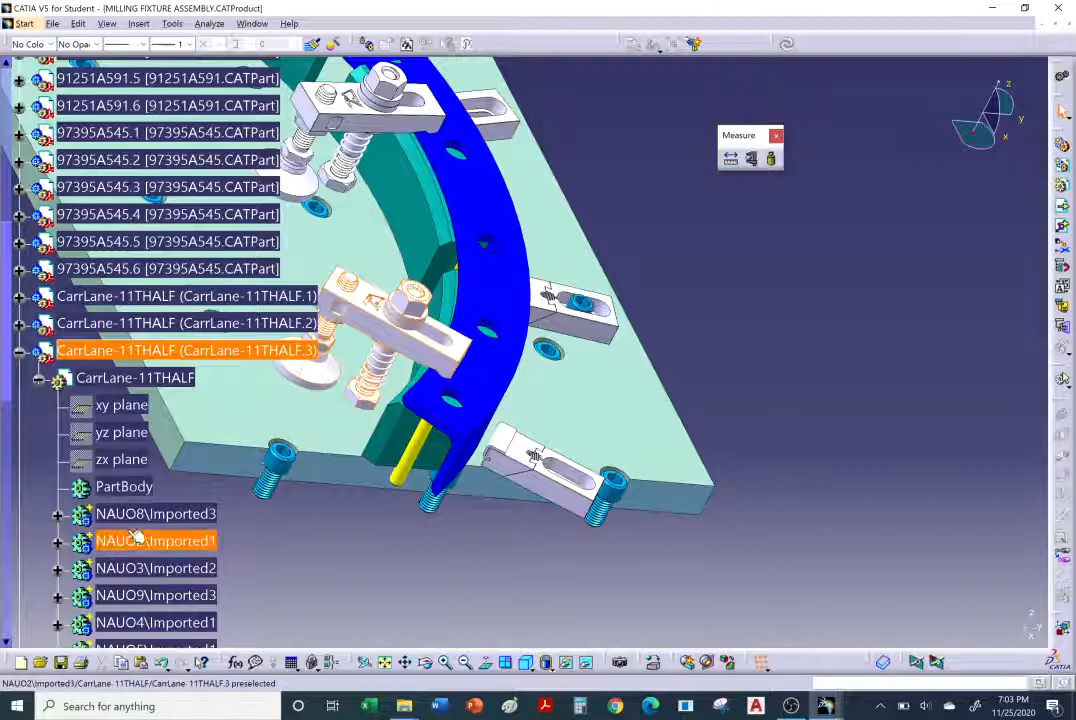 CATIA V5 for Student - [MILLING FIXTURE ASSEMBLY.CATProduct]
Start File Edit View Insert Tools Analyze Window Help
No Colo No Opa 1 0
91251A591.5 [91251A591.CATPart]
91251A591.6 [91251A591.CATPart]
97395A545.1 [97395A545.CATPart]
97395A545.2 [97395A545.CATPart]
97395A545.3 [97395A545.CATPart]
97395A545.4 [97395A545.CATPart]
97395A545.5 [97395A545.CATPart]
97395A545.6 [97395A545.CATPart]
CarrLane-11THALF (CarrLane-11THALF.1)
CarrLane-11THALF (CarrLane-11THALF.2)
CarrLane-11THALF (CarrLane-11THALF.3)
CarrLane-11THALF
xy plane
yz plane
zx plane
PartBody
NAUO8\Imported3
\Imported1
NAUO3\Imported2
NAUO9\Imported3
NAUO4\Imported1
Measure
z
y
x
z
y
x
CATIA
NAUO2\Imported3/CarrLane-11THALF/CarrLane-11THALF.3 preselected
Search for anything
7:03 PM
11/25/2020